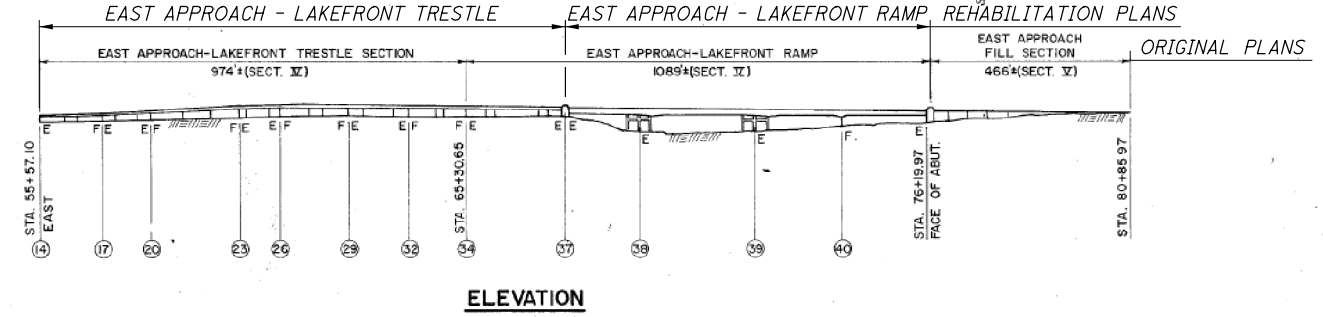 EAST APPROACH - LAKEFRONT TRESTLE
EAST APPROACH - LAKEFRONT RAMP
REHABILITATION PLANS
EAST APPROACH-LAKEFRONT TRESTLE SECTION
974'±(SECT. IV)
EAST APPROACH-LAKEFRONT RAMP
1089'±(SECT. IV)
EAST APPROACH
FILL SECTION
466'±(SECT. V)
ORIGINAL PLANS
E F E E F F E E F F E E F F E E E E E F E
STA. 55+57.10
EAST
STA. 65+30.65
STA. 76+19.97
FACE OF ABUT.
STA. 80+85.97
14 17 20 23 26 29 32 34 37 38 39 40
ELEVATION